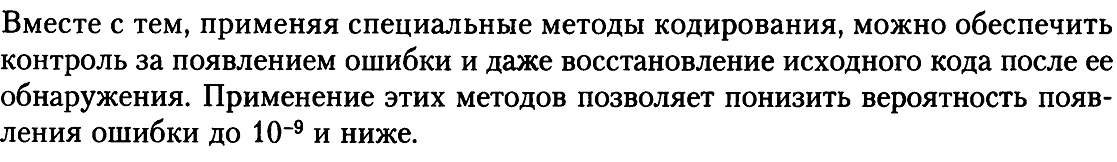 Вместе с тем, применяя специальные методы кодирования, можно обеспечить
контроль за появлением ошибки и даже восстановление исходного кода после ее
обнаружения. Применение этих методов позволяет понизить вероятность появ-
ления ошибки до 10⁻⁹ и ниже.